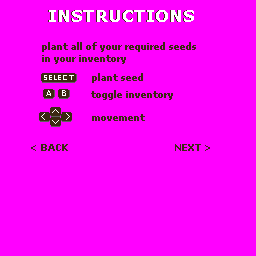 INSTRUCTIONS
plant all of your required seeds
in your inventory
SELECT plant seed
A B toggle inventory
movement
< BACK NEXT >